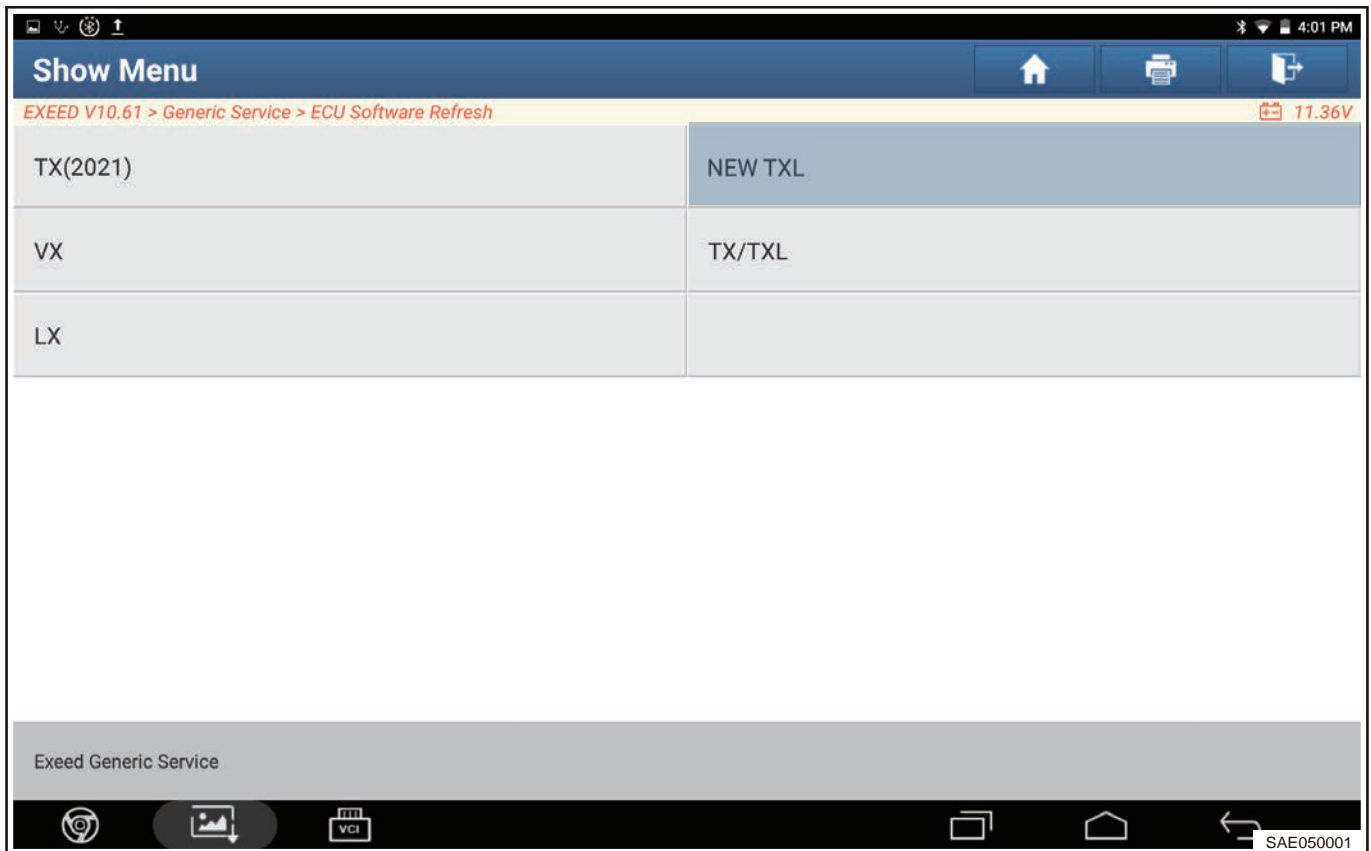 4:01 PM
Show Menu
EXEED V10.61 > Generic Service > ECU Software Refresh
11.36V
TX(2021)
NEW TXL
VX
TX/TXL
LX
Exeed Generic Service
VCI
SAE050001